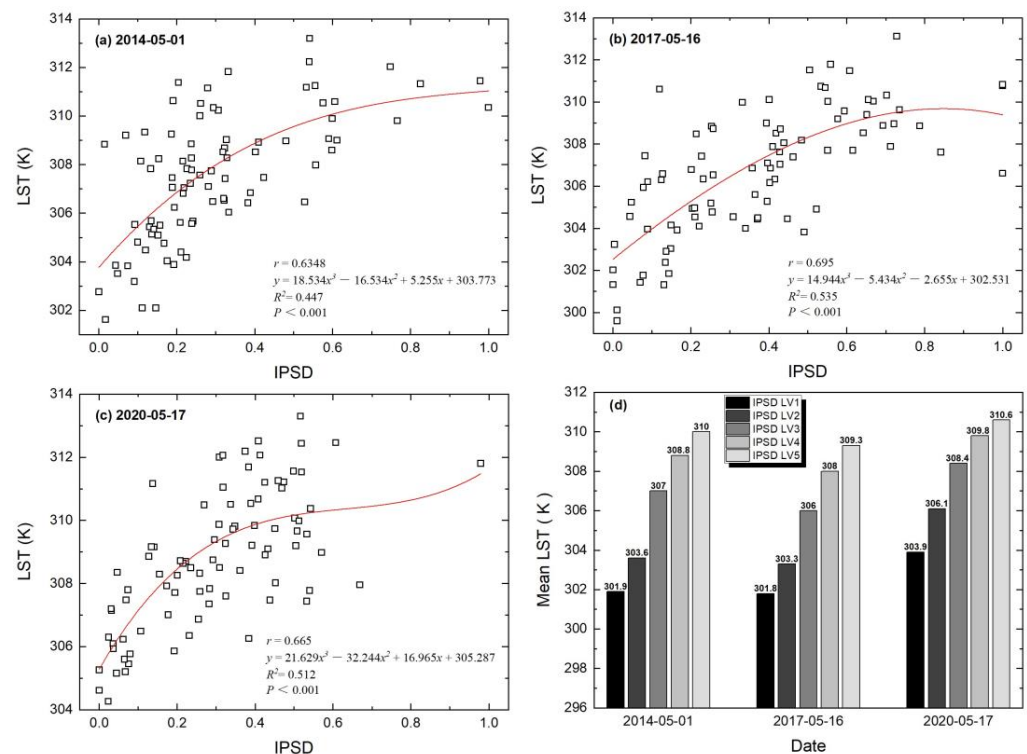 (a) 2014-05-01
314
312
310
308
306
304
302
LST (K)
r = 0.6348
y = 18.534x³ − 16.534x² + 5.255x + 303.773
R² = 0.447
P < 0.001
0.0 0.2 0.4 0.6 0.8 1.0
IPSD
(b) 2017-05-16
314
312
310
308
306
304
302
300
LST (K)
r = 0.695
y = 14.944x³ − 5.434x² − 2.655x + 302.531
R² = 0.535
P < 0.001
0.0 0.2 0.4 0.6 0.8 1.0
IPSD
(c) 2020-05-17
314
312
310
308
306
304
LST (K)
r = 0.665
y = 21.629x³ − 32.244x² + 16.965x + 305.287
R² = 0.512
P < 0.001
0.0 0.2 0.4 0.6 0.8 1.0
IPSD
(d)
IPSD LV1
IPSD LV2
IPSD LV3
IPSD LV4
IPSD LV5
312
310
308
306
304
302
300
298
296
Mean LST ( K )
301.9 303.6 307 308.8 310
301.8 303.3 306 308 309.3
303.9 306.1 308.4 309.8 310.6
2014-05-01 2017-05-16 2020-05-17
Date